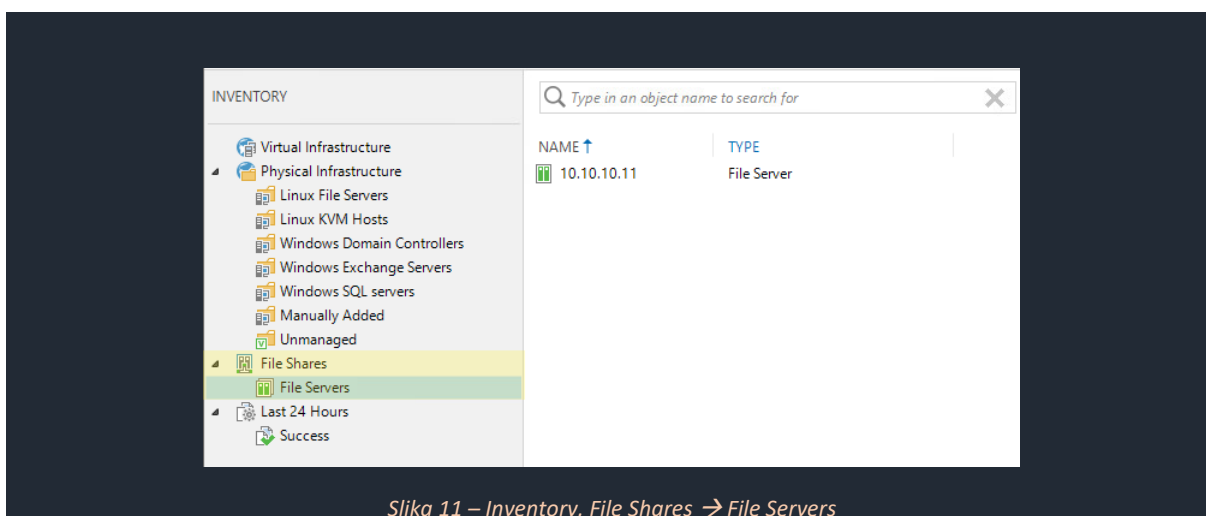 INVENTORY
Type in an object name to search for
Virtual Infrastructure
Physical Infrastructure
Linux File Servers
Linux KVM Hosts
Windows Domain Controllers
Windows Exchange Servers
Windows SQL servers
Manually Added
Unmanaged
File Shares
File Servers
Last 24 Hours
Success
NAME ↑ TYPE
10.10.10.11 File Server
Slika 11 – Inventory, File Shares → File Servers